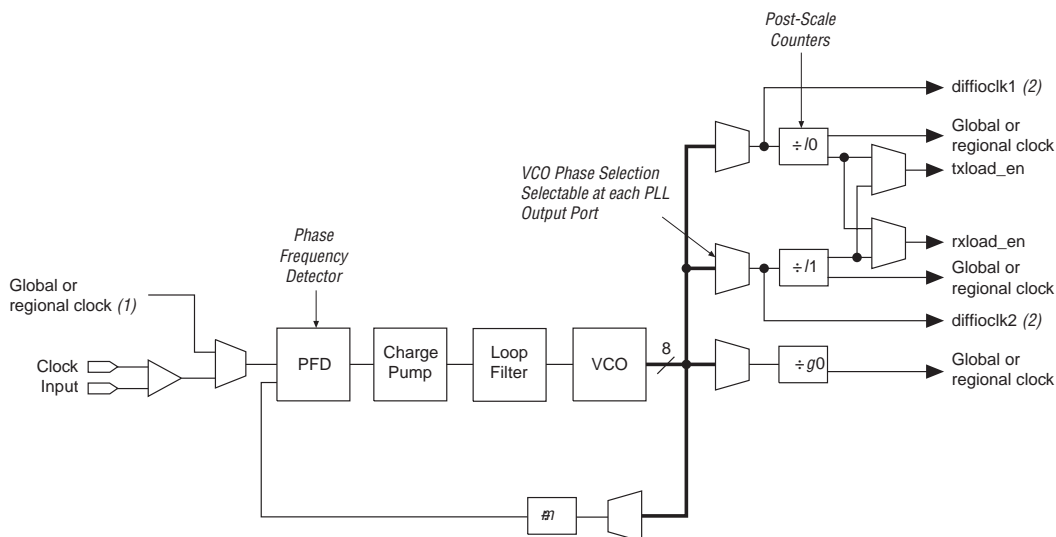 Post-Scale
Counters
diffioclk1 (2)
Global or
regional clock
÷l0
txload_en
VCO Phase Selection
Selectable at each PLL
Output Port
Phase
Frequency
Detector
rxload_en
÷l1
Global or
regional clock
Global or
regional clock (1)
diffioclk2 (2)
8
Clock
Input
PFD
Charge
Pump
Loop
Filter
VCO
÷g0
Global or
regional clock